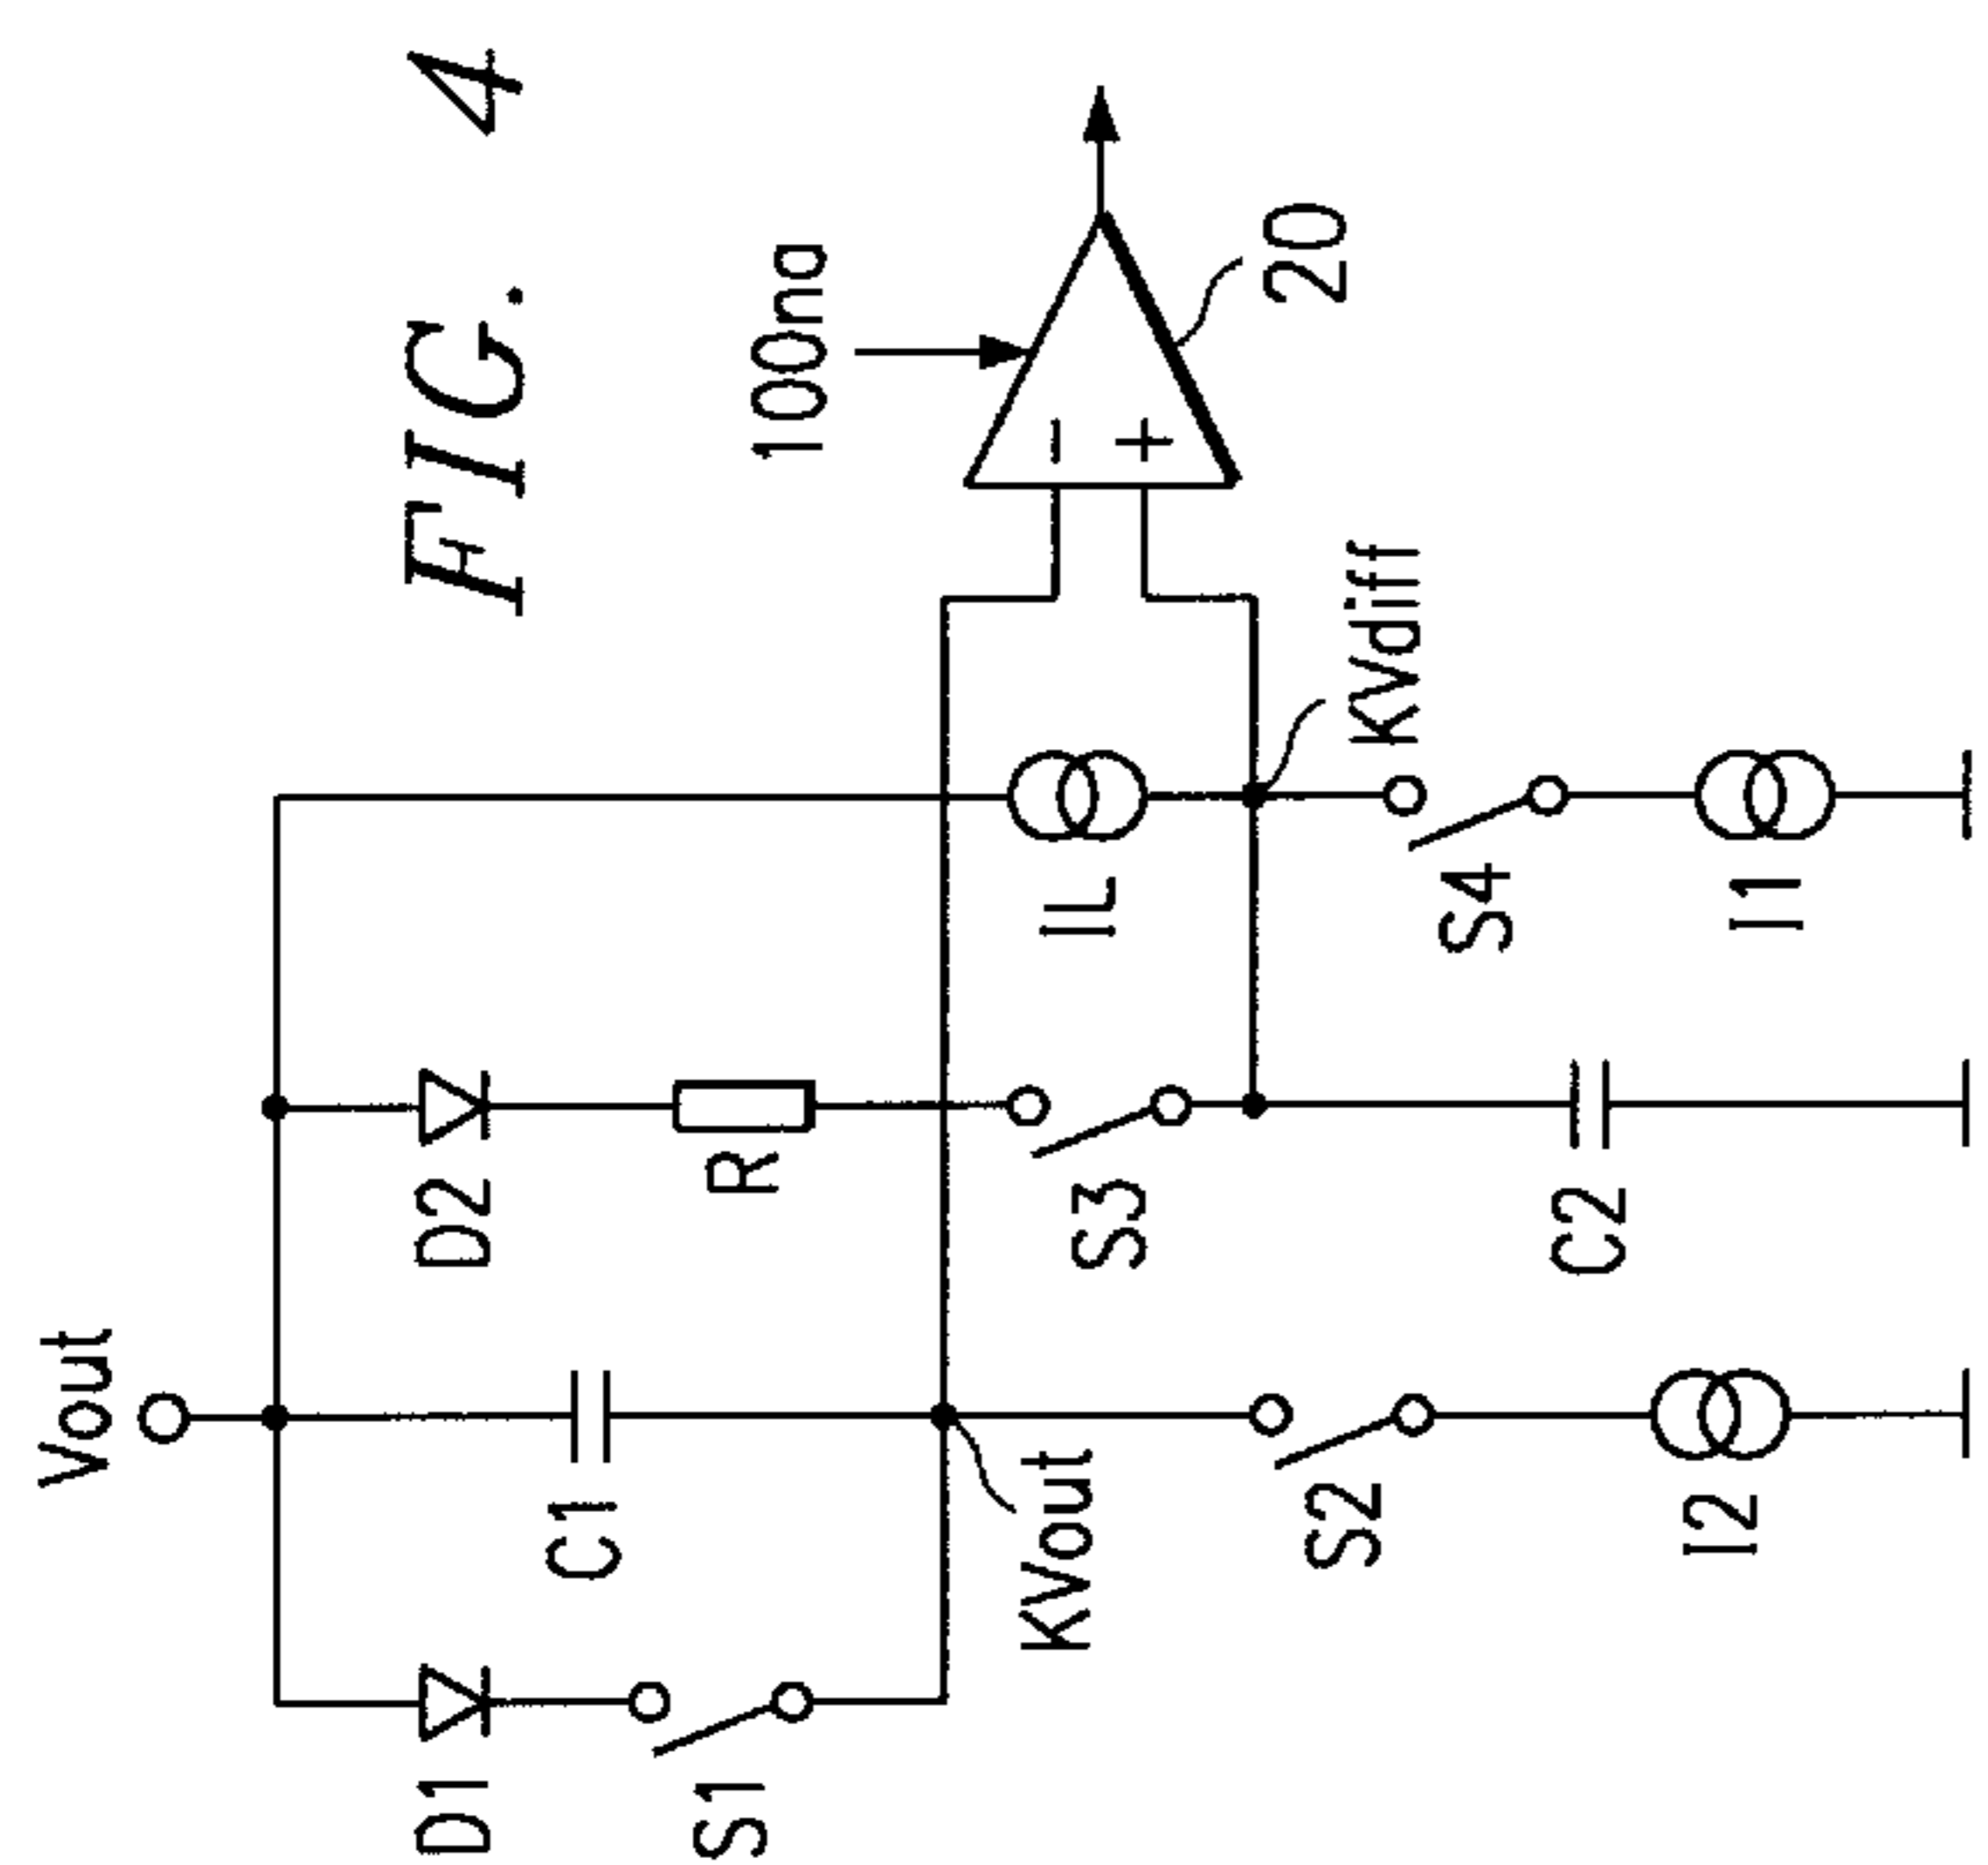 FIG. 4
Vout
D1
S1
C1
KVout
S2
I2
D2
R
S3
C2
IL
KVdiff
S4
I1
100na
-
+
20